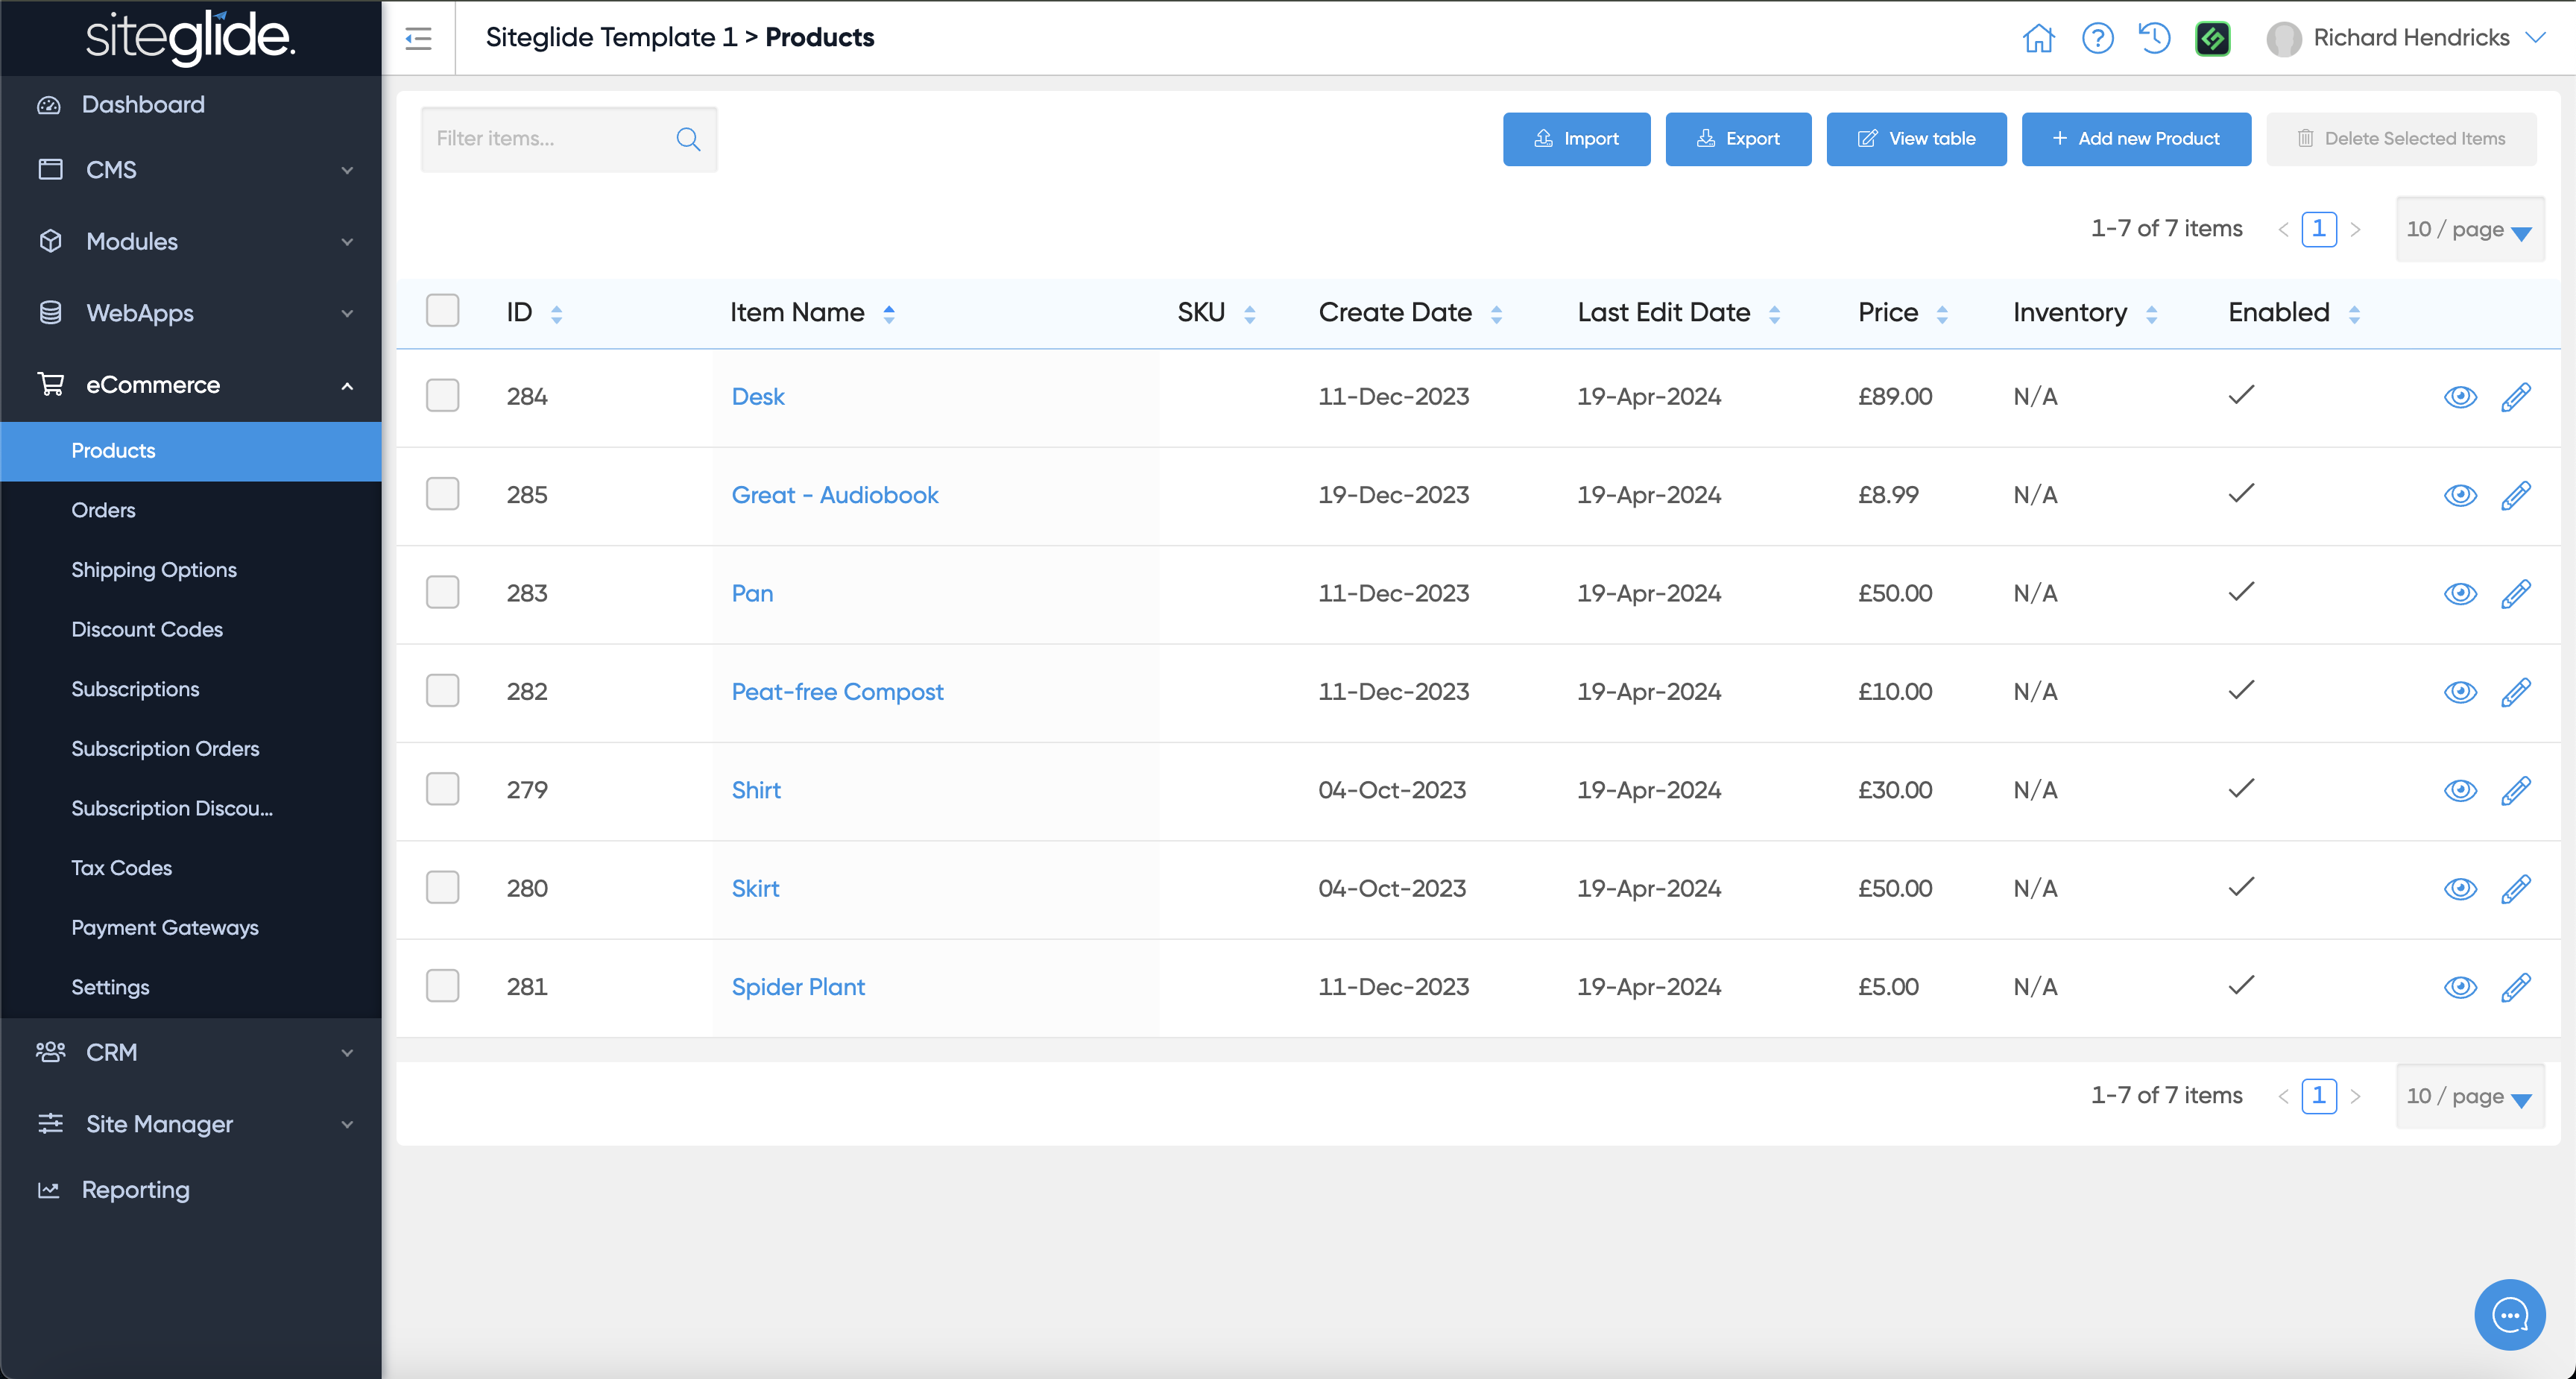 siteglide.
Siteglide Template 1 > Products
Richard Hendricks
Dashboard
CMS
Modules
WebApps
eCommerce
Products
Orders
Shipping Options
Discount Codes
Subscriptions
Subscription Orders
Subscription Discou...
Tax Codes
Payment Gateways
Settings
CRM
Site Manager
Reporting
Filter items...
Import
Export
View table
+ Add new Product
Delete Selected Items
1-7 of 7 items < 1 > 10 / page
ID Item Name SKU Create Date Last Edit Date Price Inventory Enabled
284 Desk 11-Dec-2023 19-Apr-2024 £89.00 N/A
285 Great - Audiobook 19-Dec-2023 19-Apr-2024 £8.99 N/A
283 Pan 11-Dec-2023 19-Apr-2024 £50.00 N/A
282 Peat-free Compost 11-Dec-2023 19-Apr-2024 £10.00 N/A
279 Shirt 04-Oct-2023 19-Apr-2024 £30.00 N/A
280 Skirt 04-Oct-2023 19-Apr-2024 £50.00 N/A
281 Spider Plant 11-Dec-2023 19-Apr-2024 £5.00 N/A
1-7 of 7 items < 1 > 10 / page